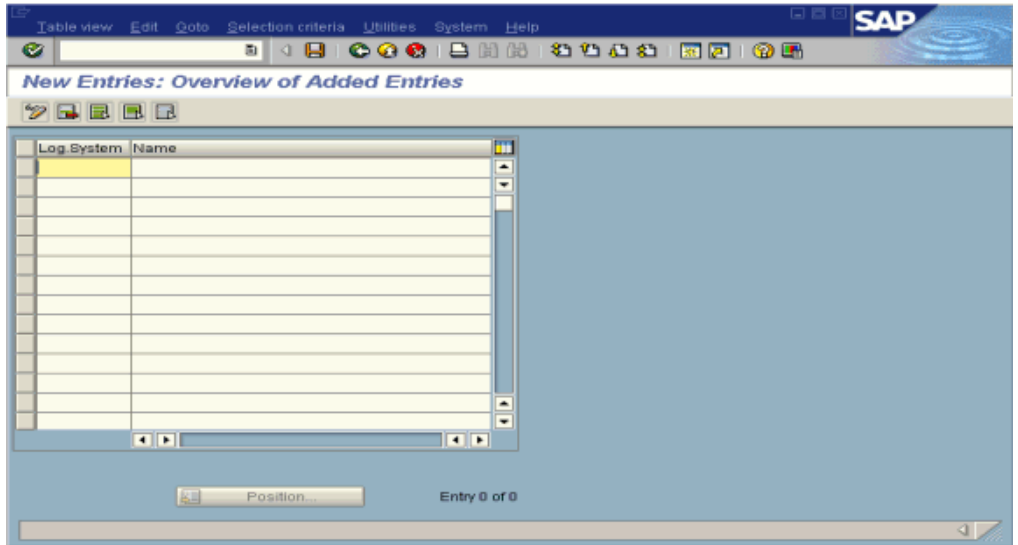 Table view Edit Goto Selection criteria Utilities System Help
SAP
New Entries: Overview of Added Entries
Log.System Name
Position... Entry 0 of 0